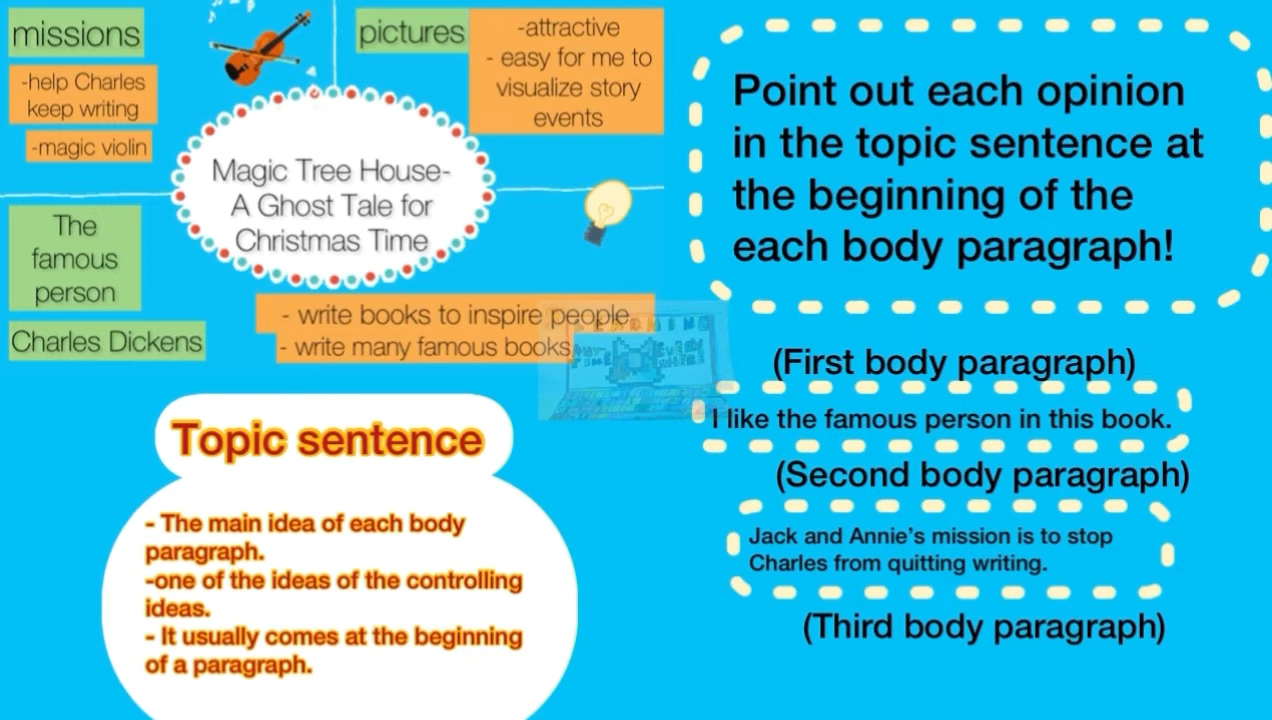 missions
-help Charles
keep writing
-magic violin
pictures
-attractive
- easy for me to
visualize story
events
Magic Tree House-
A Ghost Tale for
Christmas Time
The
famous
person
Charles Dickens
- write books to inspire people
- write many famous books
Topic sentence
- The main idea of each body
paragraph.
-one of the ideas of the controlling
ideas.
- It usually comes at the beginning
of a paragraph.
Point out each opinion
in the topic sentence at
the beginning of the
each body paragraph!
(First body paragraph)
I like the famous person in this book.
(Second body paragraph)
Jack and Annie’s mission is to stop
Charles from quitting writing.
(Third body paragraph)